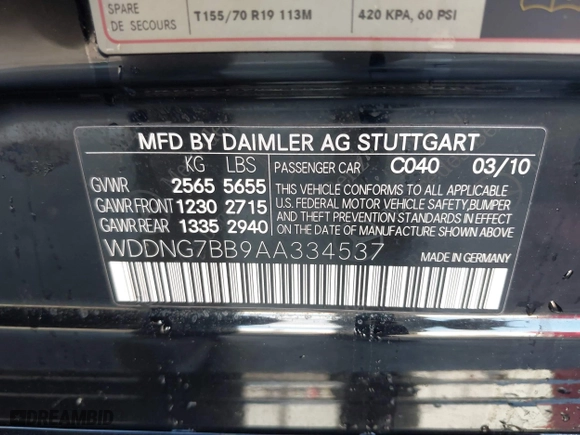 SPARE
DE SECOURS
T155/70 R19 113M
420 KPA, 60 PSI
MFD BY DAIMLER AG STUTTGART
KG LBS PASSENGER CAR C040 03/10
GVWR 2565 5655 THIS VEHICLE CONFORMS TO ALL APPLICABLE
GAWR FRONT 1230 2715 U.S. FEDERAL MOTOR VEHICLE SAFETY,BUMPER
GAWR REAR 1335 2940 AND THEFT PREVENTION STANDARDS IN EFFECT
ON THE DATE OF MANUFACTURE SHOWN ABOVE.
WDDNG7BB9AA334537
MADE IN GERMANY
DREAMBID